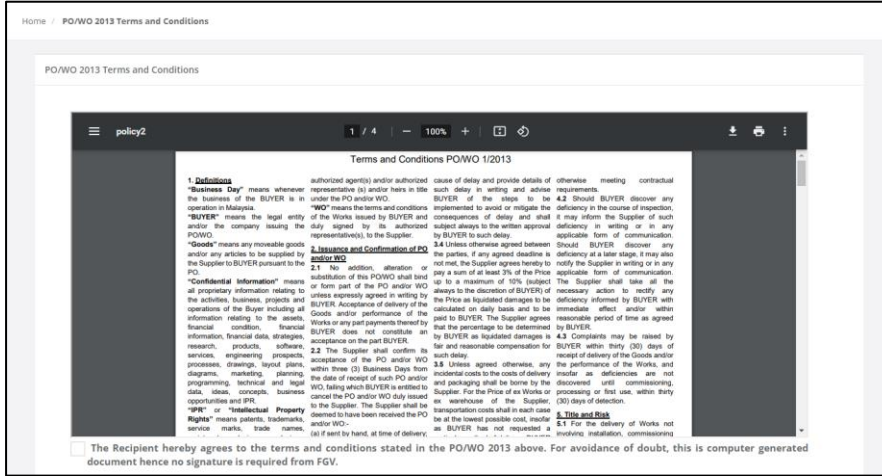 Home / PO/WO 2013 Terms and Conditions
PO/WO 2013 Terms and Conditions
policy2
1 / 4
100%
Terms and Conditions PO/WO 1/2013
1. Definitions
“Business Day” means whenever
the business of the BUYER is in
operation in Malaysia.
“BUYER” means the legal entity
and/or the company issuing the
PO/WO.
“Goods” means any moveable goods
and/or any articles to be supplied by
the Supplier to BUYER pursuant to the
PO.
“Confidential Information” means
all proprietary information relating to
the activities, business, projects and
operations of the Buyer including all
information relating to the assets,
financial condition, financial
information, financial data, strategies,
research, products, software,
services, engineering prospects,
processes, drawings, layout plans,
diagrams, marketing, planning,
programming, technical and legal
data, ideas, concepts, business
opportunities and IPR.
“IPR” or “Intellectual Property
Rights” means patents, trademarks,
service marks, trade names,
authorized agent(s) and/or authorized
representative (s) and/or heirs in title
under the PO and/or WO.
“WO” means the terms and conditions
of the Works issued by BUYER and
duly signed by its authorized
representative(s), to the Supplier.
2. Issuance and Confirmation of PO
and/or WO
2.1 No addition, alteration or
substitution of this PO/WO shall bind
or form part of the PO and/or WO
unless expressly agreed in writing by
BUYER. Acceptance of delivery of the
Goods and/or performance of the
Works or any part payments thereof by
BUYER does not constitute an
acceptance on the part BUYER.
2.2 The Supplier shall confirm its
acceptance of the PO and/or WO
within three (3) Business Days from
the date of receipt of such PO and/or
WO, failing which BUYER is entitled to
cancel the PO and/or WO duly issued
to the Supplier. The Supplier shall be
deemed to have been received the PO
and/or WO:-
(a) if sent by hand, at time of delivery;
cause of delay and provide details of
such delay in writing and advise
BUYER of the steps to be
implemented to avoid or mitigate the
consequences of delay and shall
subject always to the written approval
by BUYER to such delay.
3.4 Unless otherwise agreed between
the parties, if any agreed deadline is
not met, the Supplier agrees hereby to
pay a sum of at least 3% of the Price
up to a maximum of 10% (subject
always to the discretion of BUYER) of
the Price as liquidated damages to be
calculated on daily basis and to be
paid to BUYER. The Supplier agrees
that the percentage to be determined
by BUYER as liquidated damages is
fair and reasonable compensation for
such delay.
3.5 Unless agreed otherwise, any
incidental costs to the costs of delivery
and packaging shall be borne by the
Supplier. For the Price of ex Works or
ex warehouse of the Supplier,
transportation costs shall in each case
be at the lowest possible cost, insofar
as BUYER has not requested a
otherwise meeting contractual
requirements.
4.2 Should BUYER discover any
deficiency in the course of inspection,
it may inform the Supplier of such
deficiency in writing or in any
applicable form of communication.
Should BUYER discover any
deficiency at a later stage, it may also
notify the Supplier in writing or in any
applicable form of communication.
The Supplier shall take all the
necessary action to rectify any
deficiency informed by BUYER with
immediate effect and/or within
reasonable period of time as agreed
by BUYER.
4.3 Complaints may be raised by
BUYER within thirty (30) days of
receipt of delivery of the Goods and/or
the performance of the Works, and
insofar as deficiencies are not
discovered until commissioning,
processing or first use, within thirty
(30) days of detection.
5. Title and Risk
5.1 For the delivery of Works not
involving installation, commissioning
The Recipient hereby agrees to the terms and conditions stated in the PO/WO 2013 above. For avoidance of doubt, this is computer generated
document hence no signature is required from FGV.